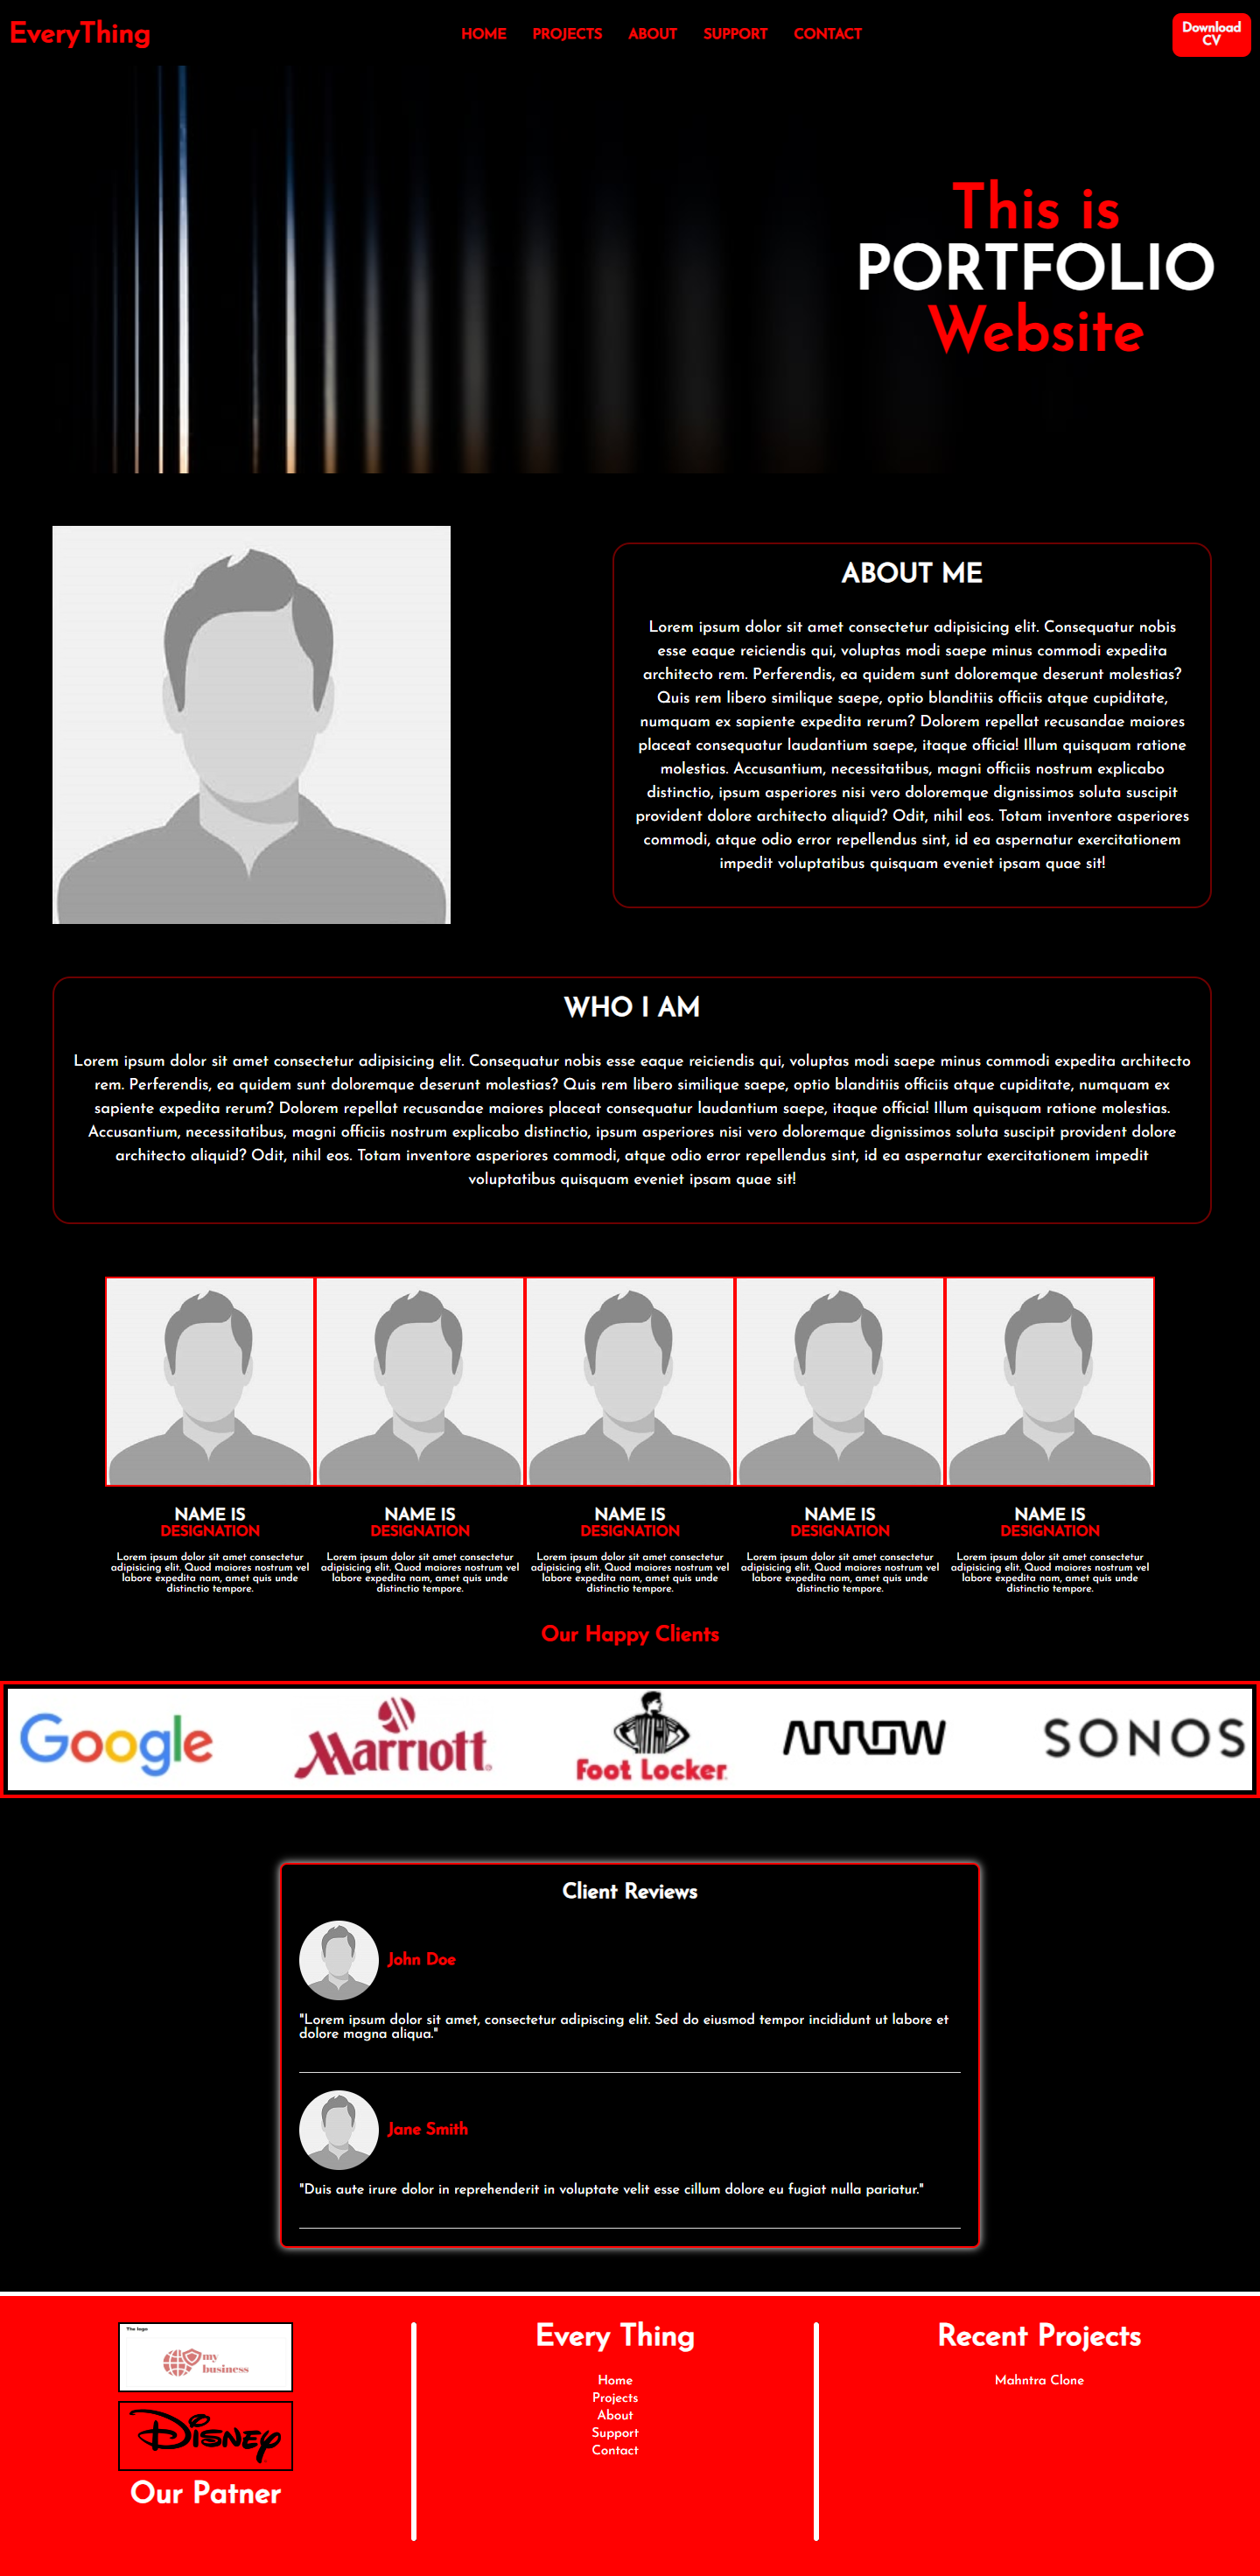 EveryThing
HOME PROJECTS ABOUT SUPPORT CONTACT
Download
CV
This is
PORTFOLIO
Website
ABOUT ME
Lorem ipsum dolor sit amet consectetur adipisicing elit. Consequatur nobis
esse eaque reiciendis qui, voluptas modi saepe minus commodi expedita
architecto rem. Perferendis, ea quidem sunt doloremque deserunt molestias?
Quis rem libero similique saepe, optio blanditiis officiis atque cupiditate,
numquam ex sapiente expedita rerum? Dolorem repellat recusandae maiores
placeat consequatur laudantium saepe, itaque officia! Illum quisquam ratione
molestias. Accusantium, necessitatibus, magni officiis nostrum explicabo
distinctio, ipsum asperiores nisi vero doloremque dignissimos soluta suscipit
provident dolore architecto aliquid? Odit, nihil eos. Totam inventore asperiores
commodi, atque odio error repellendus sint, id ea aspernatur exercitationem
impedit voluptatibus quisquam eveniet ipsam quae sit!
WHO I AM
Lorem ipsum dolor sit amet consectetur adipisicing elit. Consequatur nobis esse eaque reiciendis qui, voluptas modi saepe minus commodi expedita architecto
rem. Perferendis, ea quidem sunt doloremque deserunt molestias? Quis rem libero similique saepe, optio blanditiis officiis atque cupiditate, numquam ex
sapiente expedita rerum? Dolorem repellat recusandae maiores placeat consequatur laudantium saepe, itaque officia! Illum quisquam ratione molestias.
Accusantium, necessitatibus, magni officiis nostrum explicabo distinctio, ipsum asperiores nisi vero doloremque dignissimos soluta suscipit provident dolore
architecto aliquid? Odit, nihil eos. Totam inventore asperiores commodi, atque odio error repellendus sint, id ea aspernatur exercitationem impedit
voluptatibus quisquam eveniet ipsam quae sit!
NAME IS
DESIGNATION
Lorem ipsum dolor sit amet consectetur
adipisicing elit. Quod maiores nostrum vel
labore expedita nam, amet quis unde
distinctio tempore.
NAME IS
DESIGNATION
Lorem ipsum dolor sit amet consectetur
adipisicing elit. Quod maiores nostrum vel
labore expedita nam, amet quis unde
distinctio tempore.
NAME IS
DESIGNATION
Lorem ipsum dolor sit amet consectetur
adipisicing elit. Quod maiores nostrum vel
labore expedita nam, amet quis unde
distinctio tempore.
NAME IS
DESIGNATION
Lorem ipsum dolor sit amet consectetur
adipisicing elit. Quod maiores nostrum vel
labore expedita nam, amet quis unde
distinctio tempore.
NAME IS
DESIGNATION
Lorem ipsum dolor sit amet consectetur
adipisicing elit. Quod maiores nostrum vel
labore expedita nam, amet quis unde
distinctio tempore.
Our Happy Clients
Google
Marriott
Foot Locker
ARROW
SONOS
Client Reviews
John Doe
"Lorem ipsum dolor sit amet, consectetur adipiscing elit. Sed do eiusmod tempor incididunt ut labore et
dolore magna aliqua."
Jane Smith
"Duis aute irure dolor in reprehenderit in voluptate velit esse cillum dolore eu fugiat nulla pariatur."
The logo
my
business
Disney
Our Patner
Every Thing
Home
Projects
About
Support
Contact
Recent Projects
Mahntra Clone